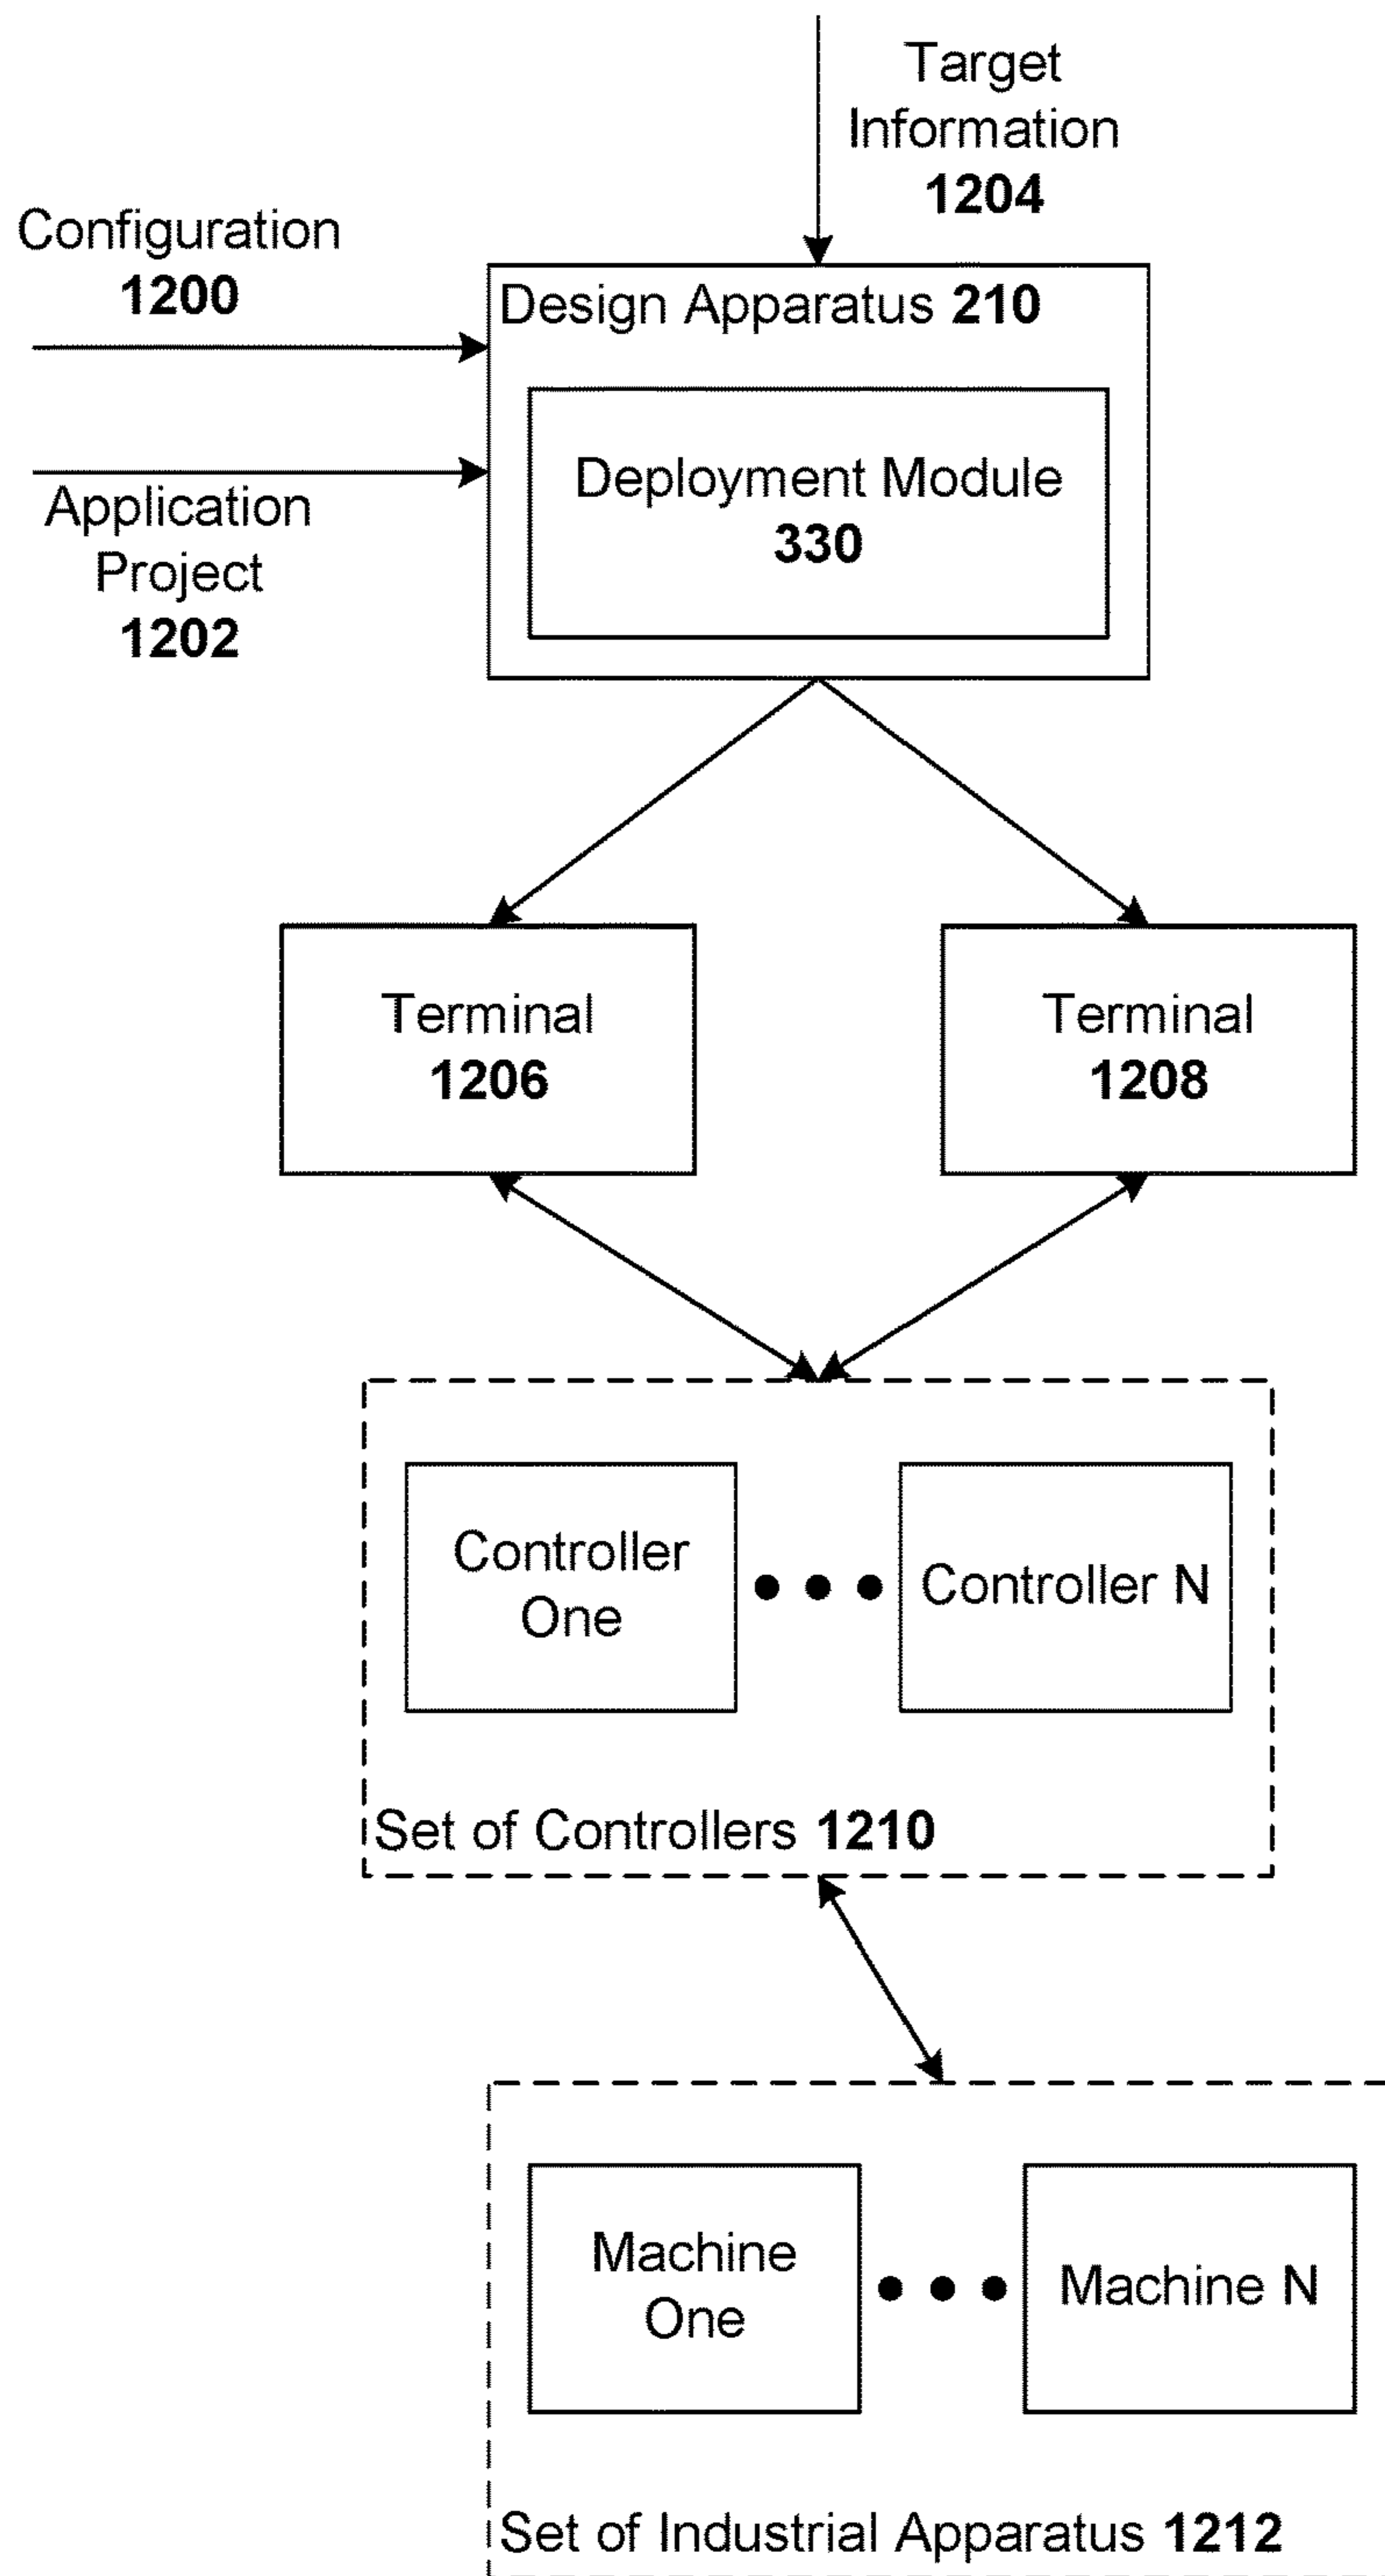 Target
Information
1204
Configuration
1200
Design Apparatus 210
Deployment Module
330
Application
Project
1202
Terminal
1206
Terminal
1208
Controller
One
Controller N
Set of Controllers 1210
Machine
One
Machine N
Set of Industrial Apparatus 1212